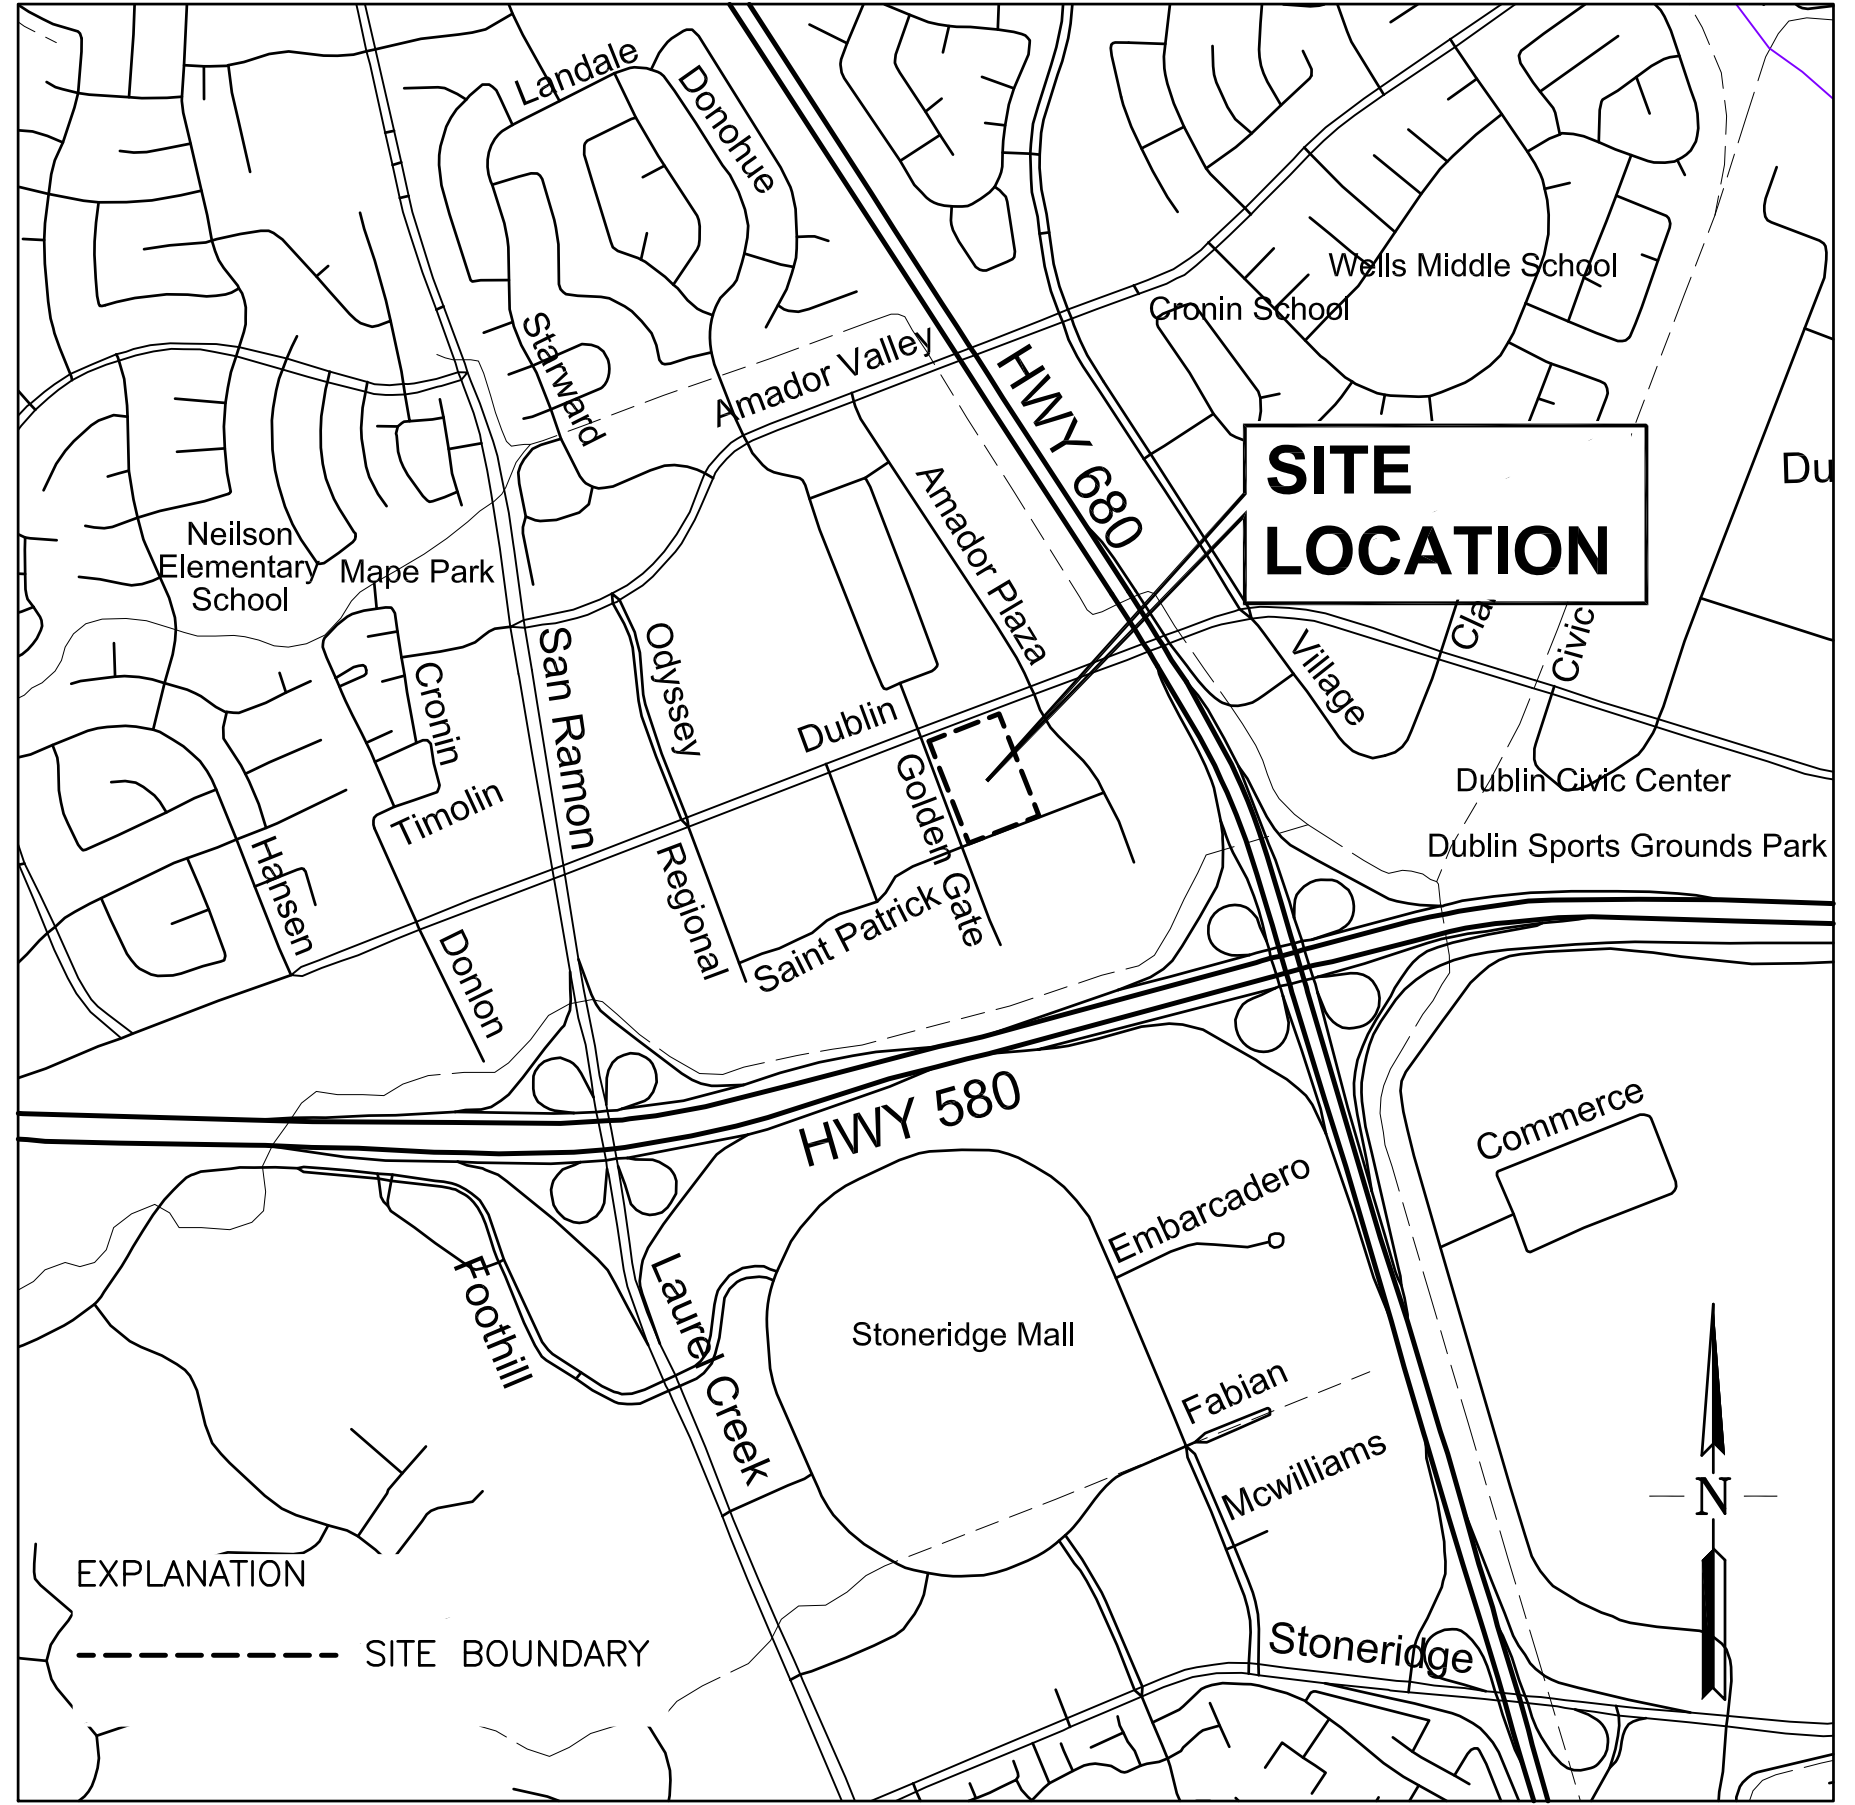 Landale
Donohue
Wells Middle School
Cronin School
Starward
Amador Valley
HWY 680
SITE
LOCATION
Du
Amador Plaza
Neilson
Elementary
School
Mape Park
San Ramon
Odyssey
Cronin
Village
Cla
Civic
Dublin
Golden Gate
Timolin
Hansen
Regional
Saint Patrick
Donlon
Dublin Civic Center
Dublin Sports Grounds Park
HWY 580
Commerce
Embarcadero
Foothill
Laurel Creek
Stoneridge Mall
Fabian
Mcwilliams
N
EXPLANATION
SITE BOUNDARY
Stoneridge